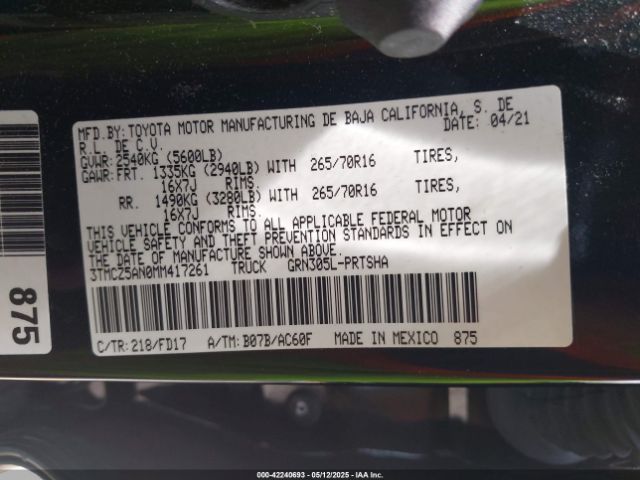 MFD.BY:TOYOTA MOTOR MANUFACTURING DE BAJA CALIFORNIA, S. DE
R.L. DE C.V. DATE: 04/21
GVWR: 2540KG (5600LB)
GAWR: FRT. 1335KG (2940LB) WITH 265/70R16 TIRES,
16X7J RIMS.
RR. 1490KG (3280LB) WITH 265/70R16 TIRES,
16X7J RIMS.
THIS VEHICLE CONFORMS TO ALL APPLICABLE FEDERAL MOTOR
VEHICLE SAFETY AND THEFT PREVENTION STANDARDS IN EFFECT ON
THE DATE OF MANUFACTURE SHOWN ABOVE.
3TMCZ5AN0MM417261 TRUCK GRN305L-PRTSHA
C/TR: 218/FD17 A/TM: B07B/AC60F MADE IN MEXICO 875
875
000-42240693 - 05/12/2025 - IAA Inc.